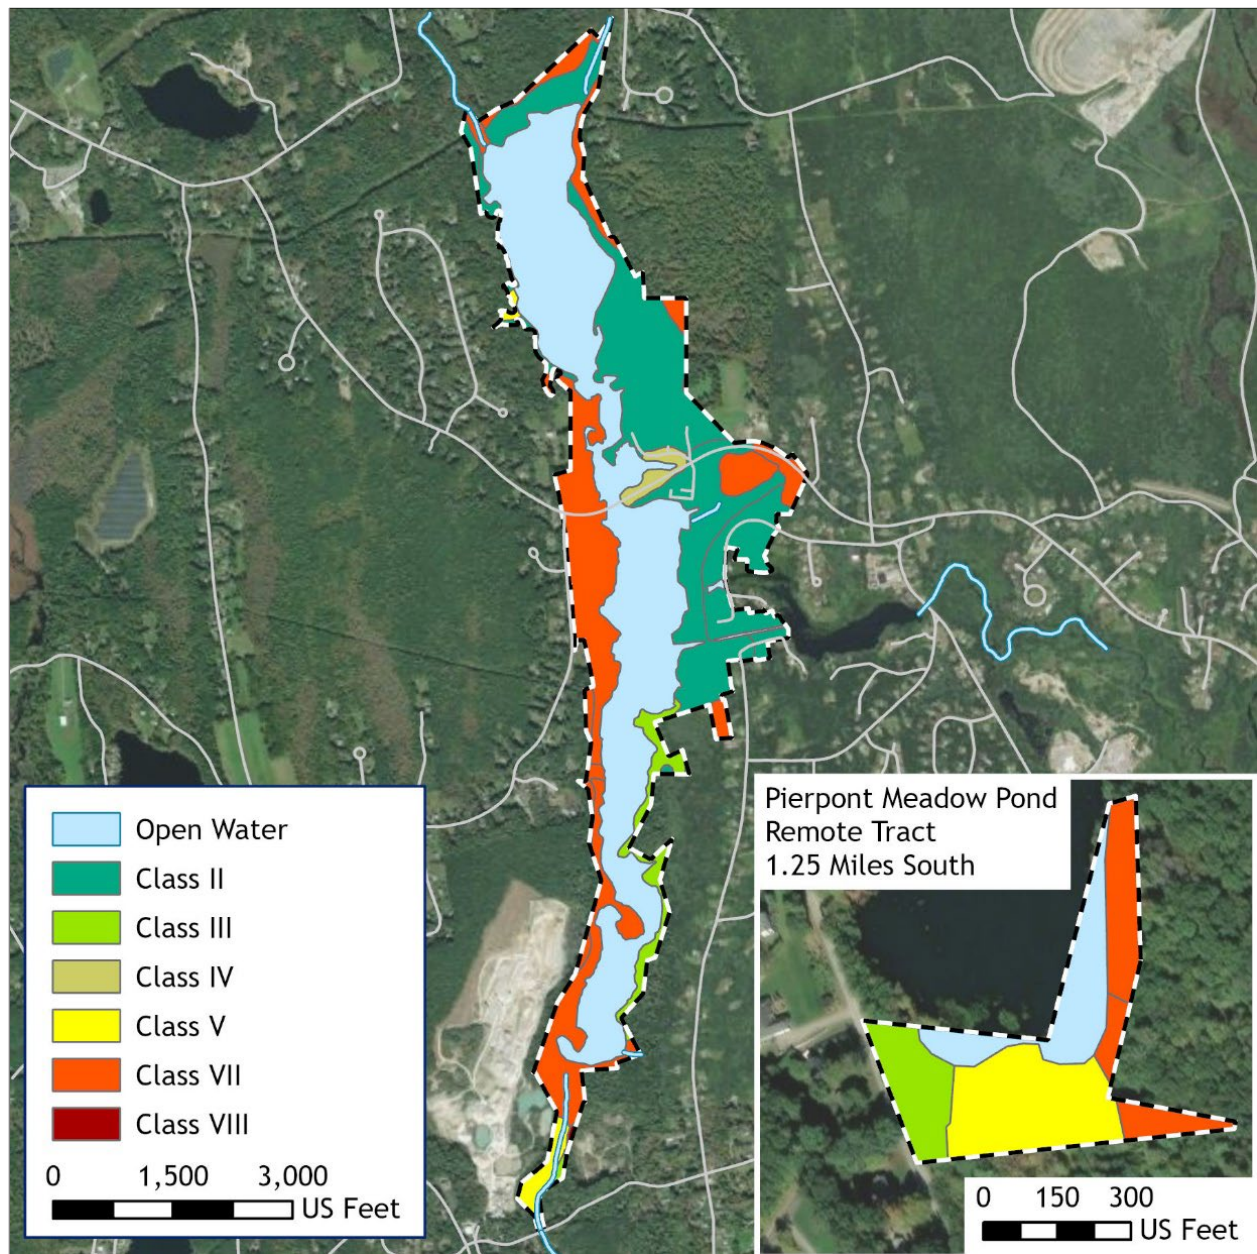 Open Water
Class II
Class III
Class IV
Class V
Class VII
Class VIII
0 1,500 3,000
US Feet
Pierpont Meadow Pond
Remote Tract
1.25 Miles South
0 150 300
US Feet